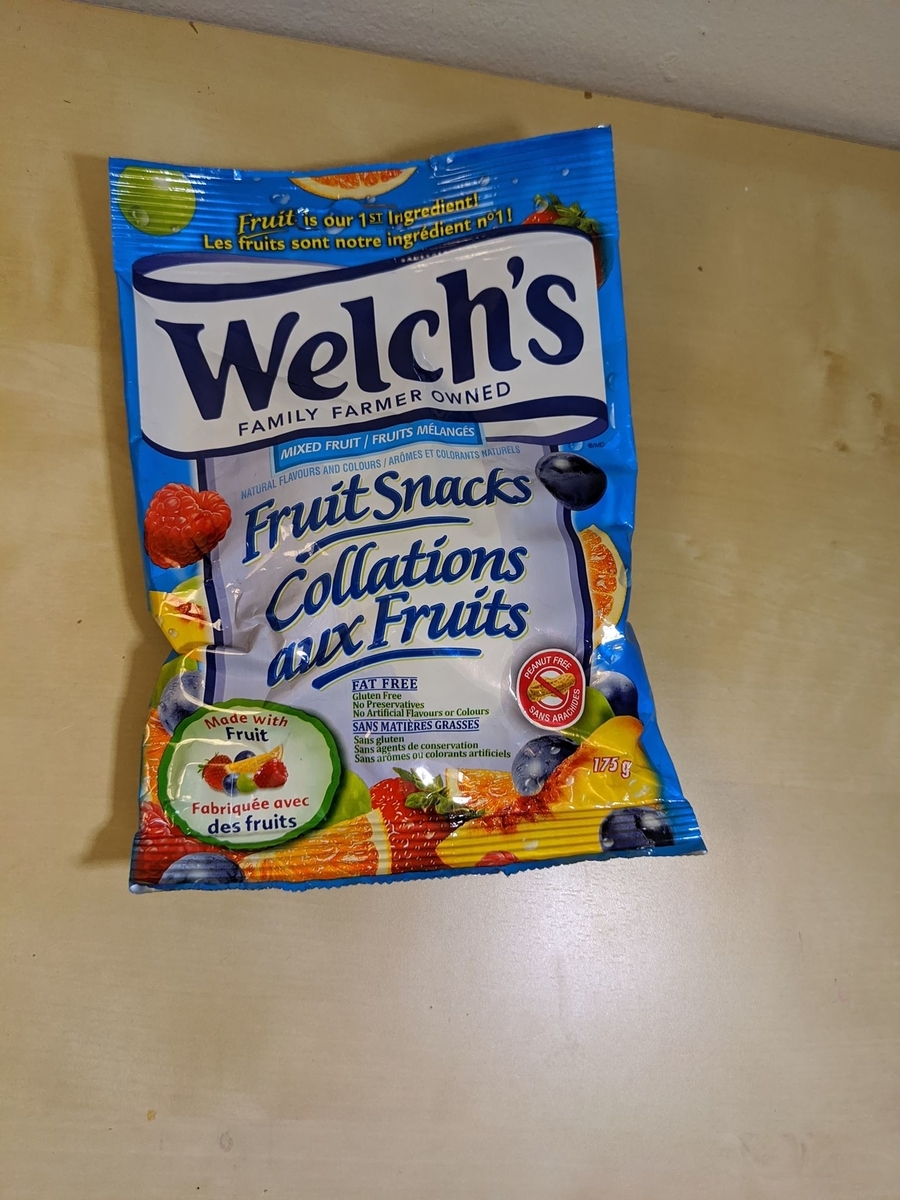 Fruit is our 1ST Ingredient!
Les fruits sont notre ingrédient n°1!
Welch's
FAMILY FARMER OWNED
®/MD
MIXED FRUIT / FRUITS MÉLANGÉS
NATURAL FLAVOURS AND COLOURS / ARÔMES ET COLORANTS NATURELS
Fruit Snacks
Collations
aux Fruits
PEANUT FREE
SANS ARACHIDES
FAT FREE
Gluten Free
No Preservatives
No Artificial Flavours or Colours
SANS MATIÈRES GRASSES
Sans gluten
Sans agents de conservation
Sans arômes ou colorants artificiels
Made with
Fruit
Fabriquée avec
des fruits
175 g